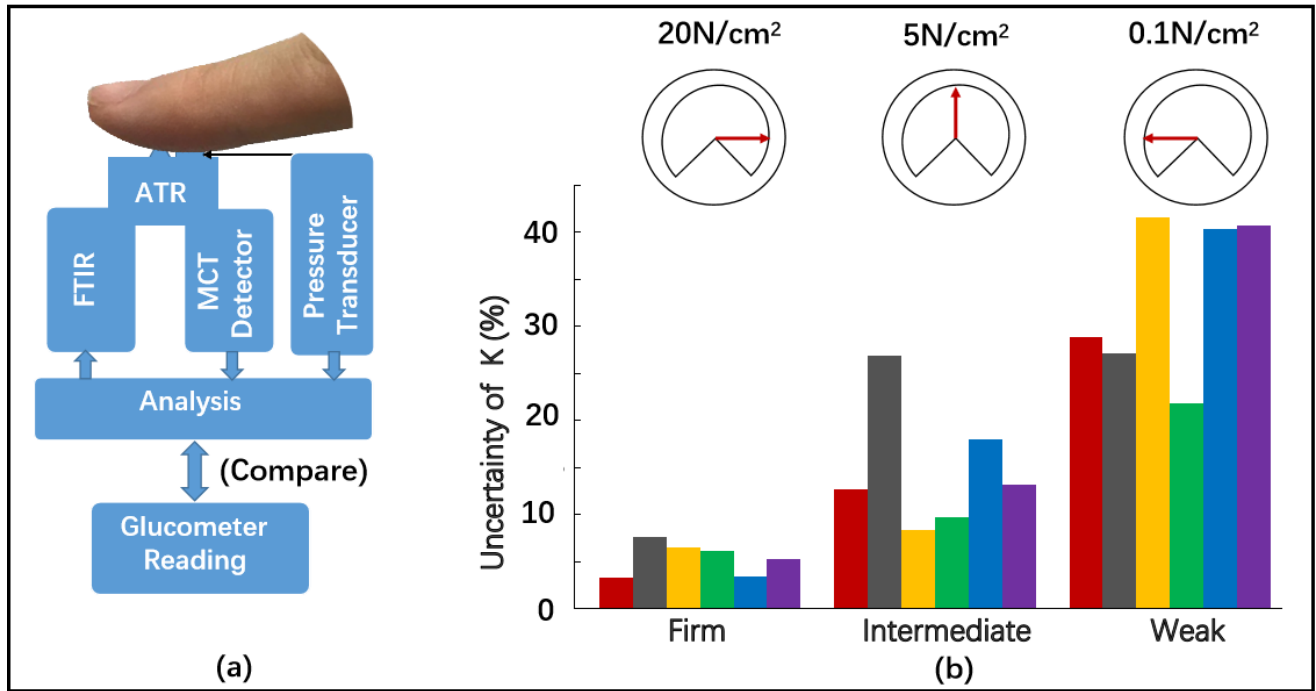 ATR
FTIR
MCT
Detector
Pressure
Transducer
Analysis
(Compare)
Glucometer
Reading
(a)
20N/cm²
5N/cm²
0.1N/cm²
Uncertainty of K (%)
40
30
20
10
0
Firm
Intermediate
Weak
(b)